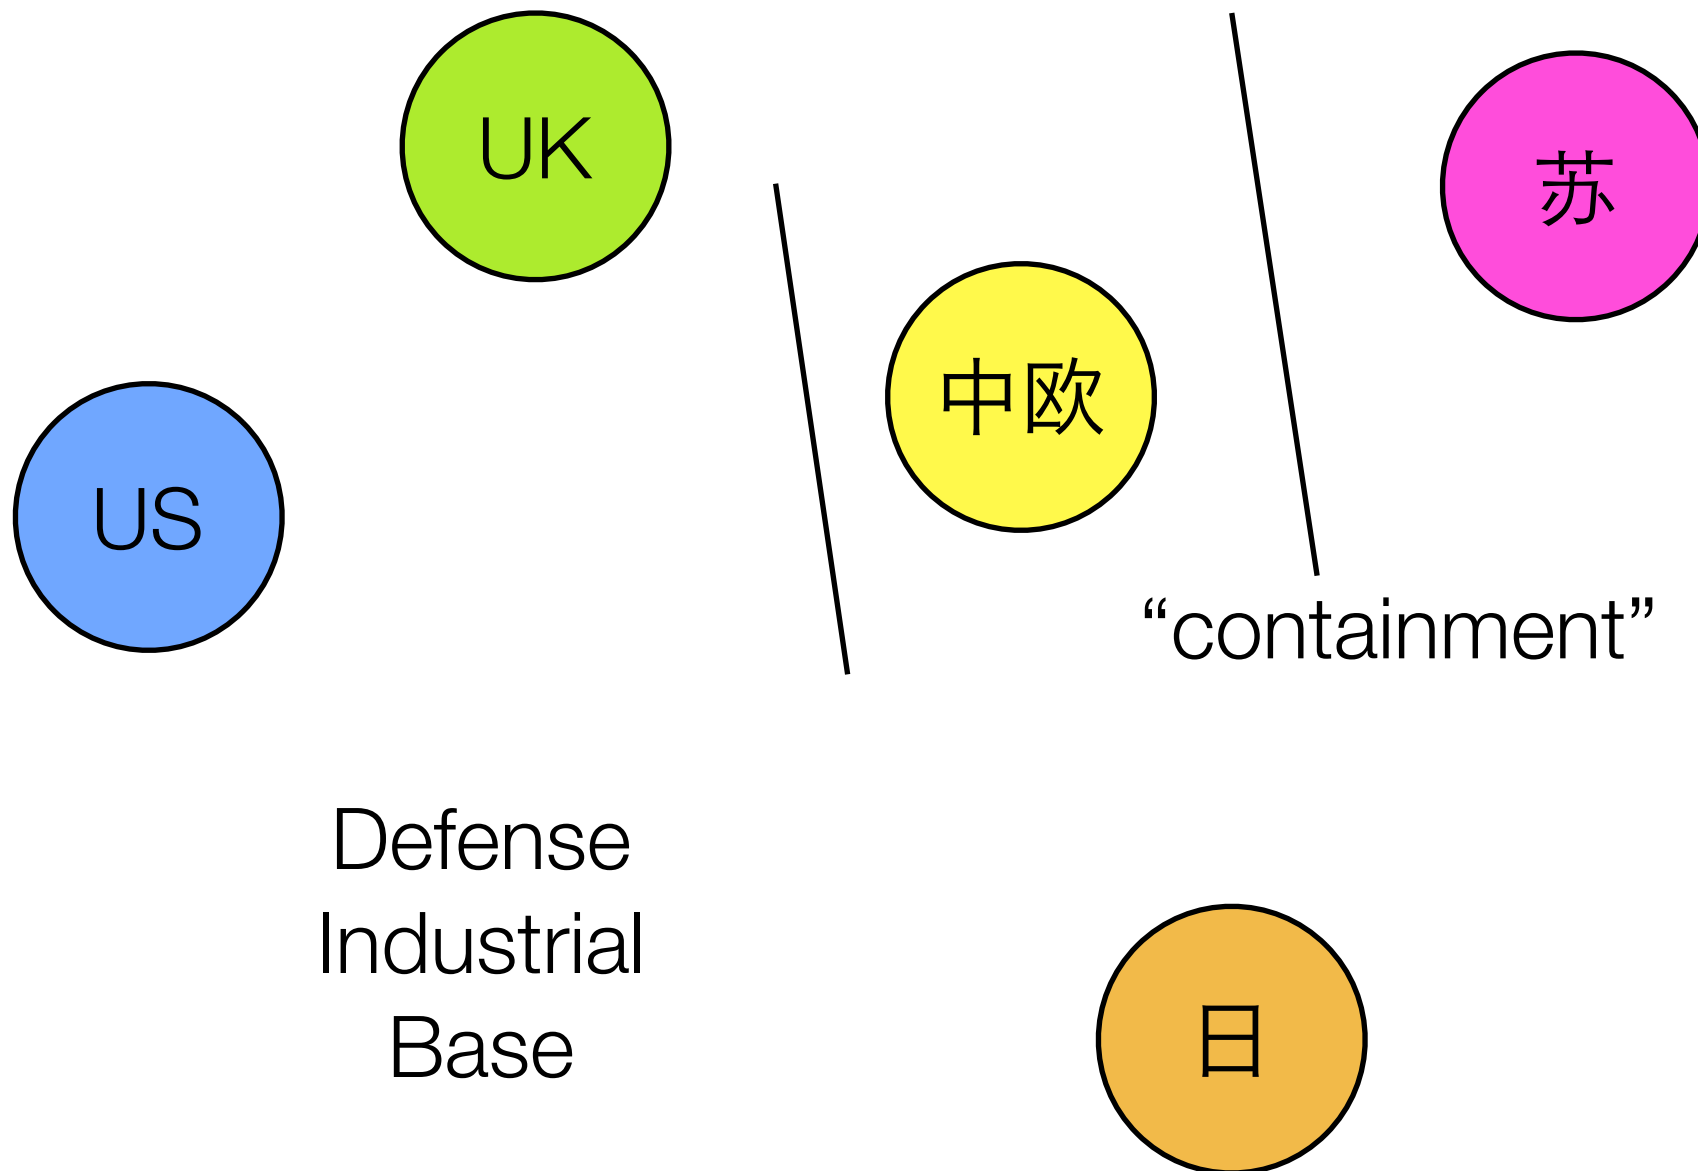 UK
苏
中欧
US
“containment”
Defense
Industrial
Base
日